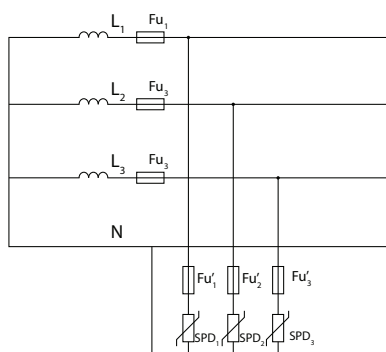 L1 Fu1
L2 Fu3
L3 Fu3
N
Fu'1 Fu'2 Fu'3
SPD1 SPD2 SPD3